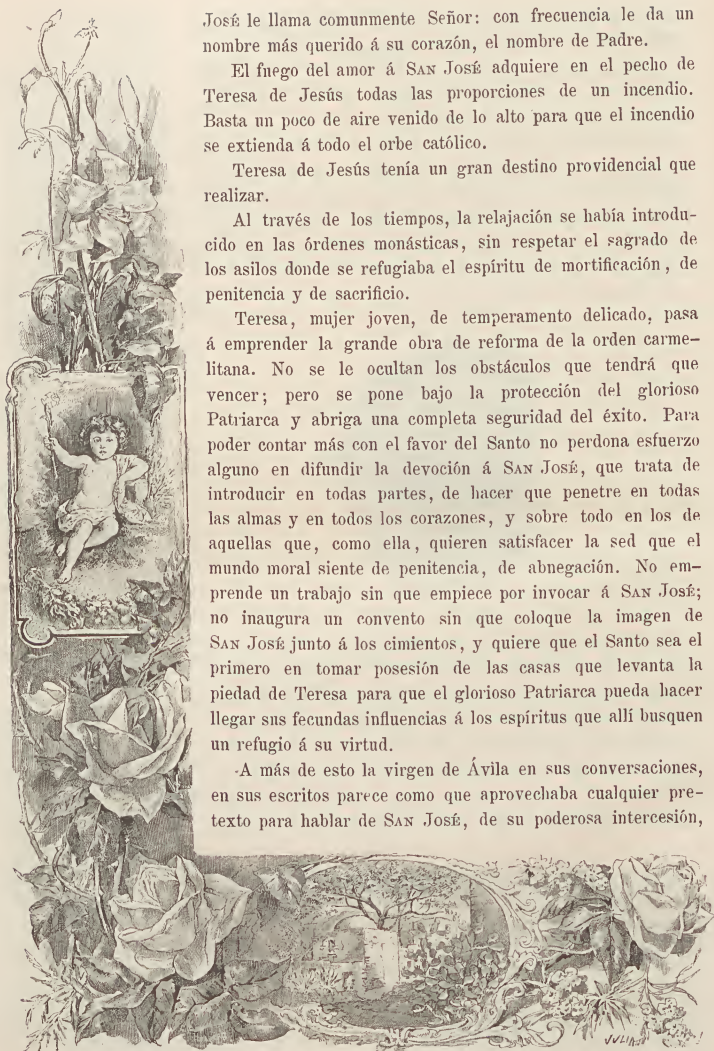 José le llama comunmente Señor: con frecuencia le da un
nombre más querido á su corazón, el nombre de Padre.
El fuego del amor á San José adquiere en el pecho de
Teresa de Jesús todas las proporciones de un incendio.
Basta un poco de aire venido de lo alto para que el incendio
se extienda á todo el orbe católico.
Teresa de Jesús tenía un gran destino providencial que
realizar.
Al través de los tiempos, la relajación se había introdu-
cido en las órdenes monásticas, sin respetar el sagrado de
los asilos donde se refugiaba el espíritu de mortificación, de
penitencia y de sacrificio.
Teresa, mujer joven, de temperamento delicado, pasa
á emprender la grande obra de reforma de la orden carme-
litana. No se le ocultan los obstáculos que tendrá que
vencer; pero se pone bajo la protección del glorioso
Patriarca y abriga una completa seguridad del éxito. Para
poder contar más con el favor del Santo no perdona esfuerzo
alguno en difundir la devoción á San José, que trata de
introducir en todas partes, de hacer que penetre en todas
las almas y en todos los corazones, y sobre todo en los de
aquellas que, como ella, quieren satisfacer la sed que el
mundo moral siente de penitencia, de abnegación. No em-
prende un trabajo sin que empiece por invocar á San José;
no inaugura un convento sin que coloque la imagen de
San José junto á los cimientos, y quiere que el Santo sea el
primero en tomar posesión de las casas que levanta la
piedad de Teresa para que el glorioso Patriarca pueda hacer
llegar sus fecundas influencias á los espíritus que allí busquen
un refugio á su virtud.
A más de esto la virgen de Ávila en sus conversaciones,
en sus escritos parece como que aprovechaba cualquier pre-
texto para hablar de San José, de su poderosa intercesión,